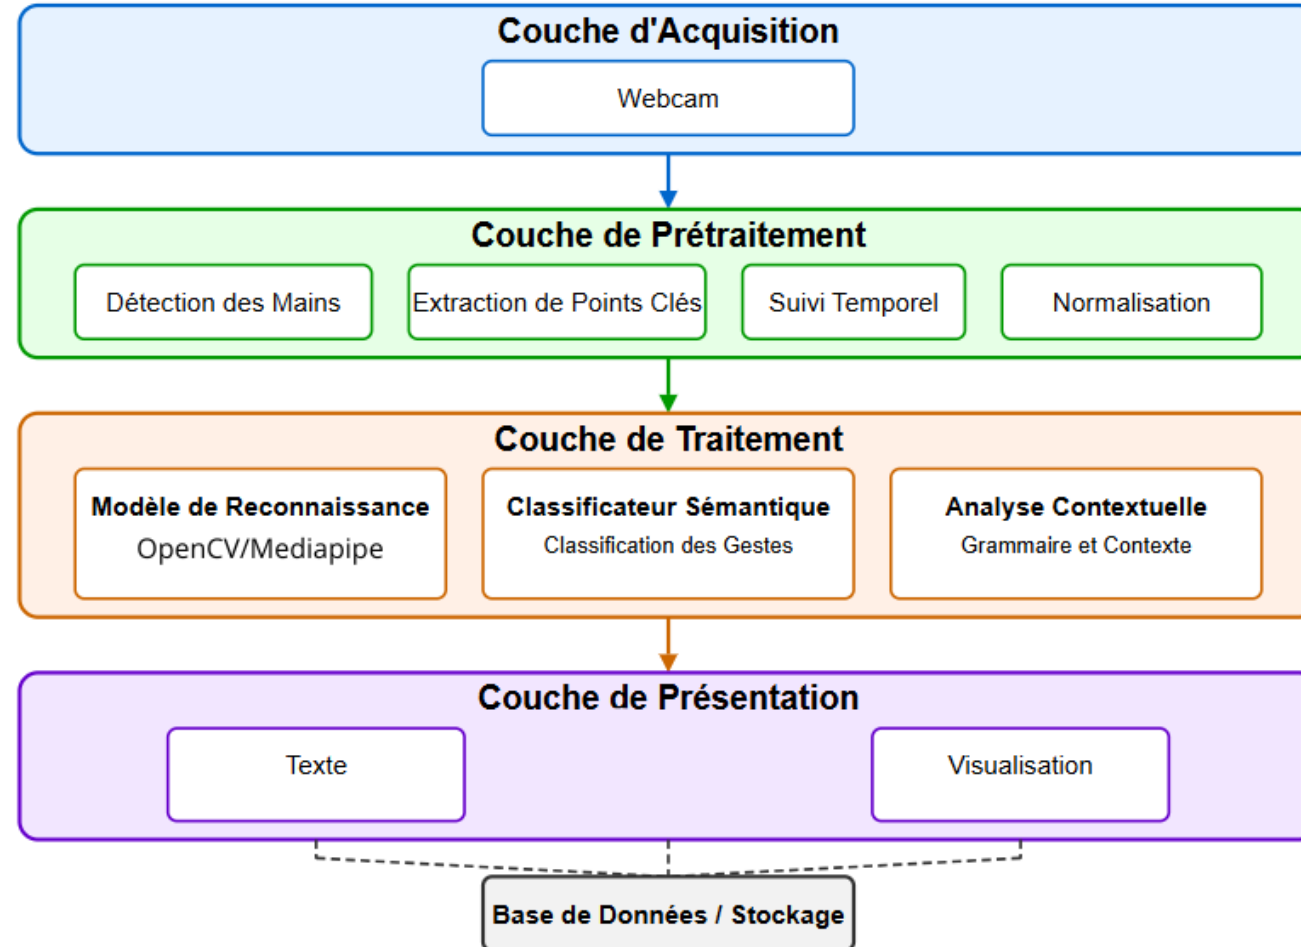 Couche d'Acquisition
Webcam
Couche de Prétraitement
Détection des Mains
Extraction de Points Clés
Suivi Temporel
Normalisation
Couche de Traitement
Modèle de Reconnaissance
OpenCV/Mediapipe
Classificateur Sémantique
Classification des Gestes
Analyse Contextuelle
Grammaire et Contexte
Couche de Présentation
Texte
Visualisation
Base de Données / Stockage